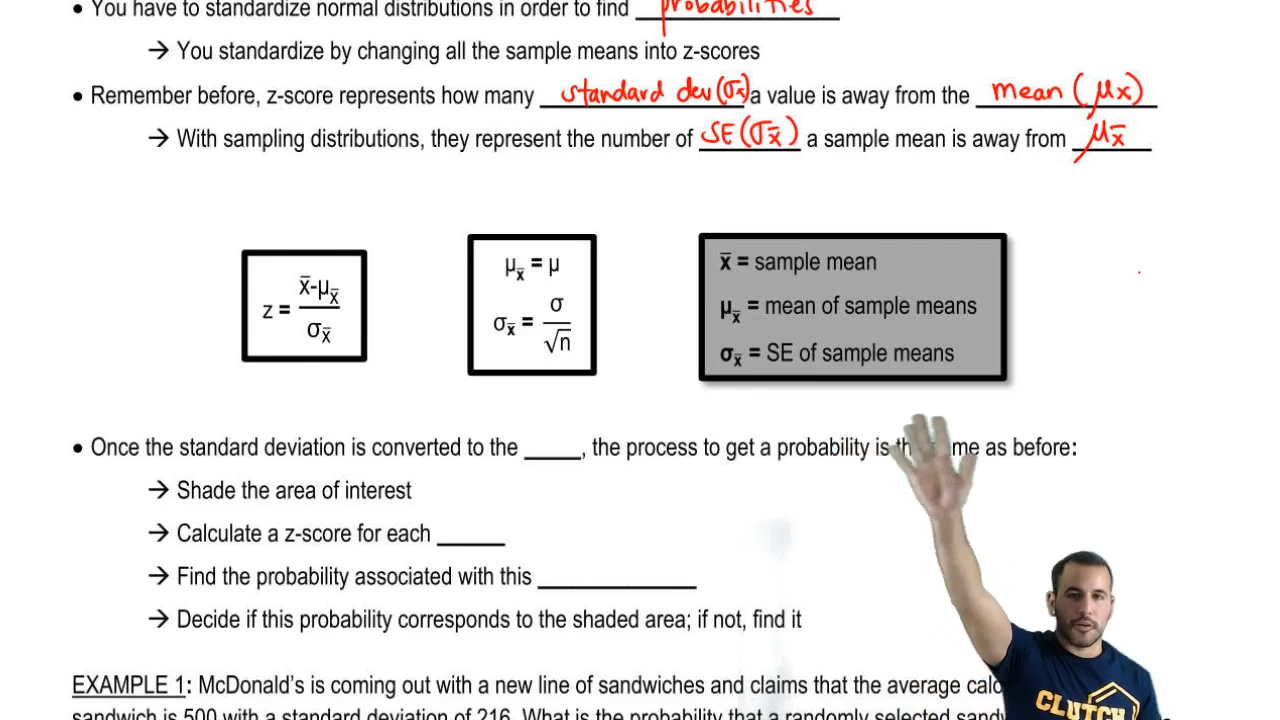 • You have to standardize normal distributions in order to find probabilities
→ You standardize by changing all the sample means into z-scores
• Remember before, z-score represents how many standard dev (σx) a value is away from the mean (μx)
→ With sampling distributions, they represent the number of SE (σx̄) a sample mean is away from μx̄
z = x̄-μx̄ / σx̄
μx̄ = μ
σx̄ = σ / √n
x̄ = sample mean
μx̄ = mean of sample means
σx̄ = SE of sample means
• Once the standard deviation is converted to the _____, the process to get a probability is the same as before:
→ Shade the area of interest
→ Calculate a z-score for each ______
→ Find the probability associated with this ______________
→ Decide if this probability corresponds to the shaded area; if not, find it
EXAMPLE 1: McDonald's is coming out with a new line of sandwiches and claims that the average
sandwich is 500 with a standard deviation of 216. What is the probability that a randomly selected
CLUTCH